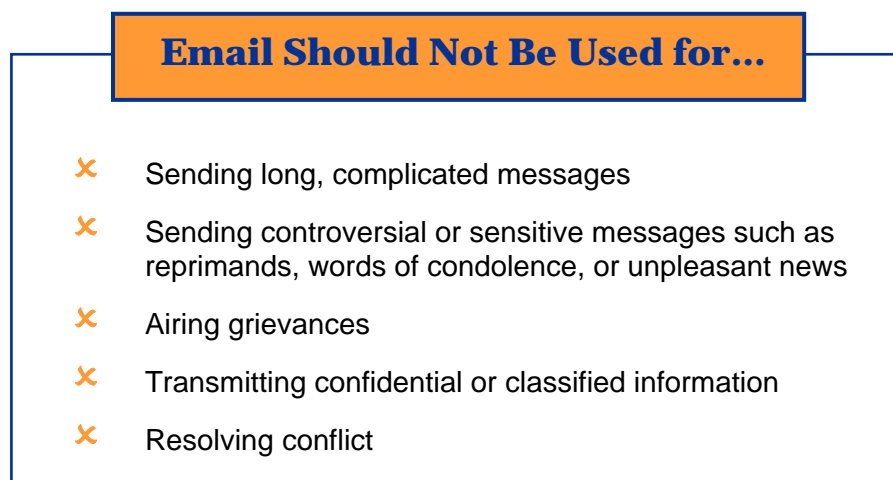 Email Should Not Be Used for...
Sending long, complicated messages
Sending controversial or sensitive messages such as
reprimands, words of condolence, or unpleasant news
Airing grievances
Transmitting confidential or classified information
Resolving conflict